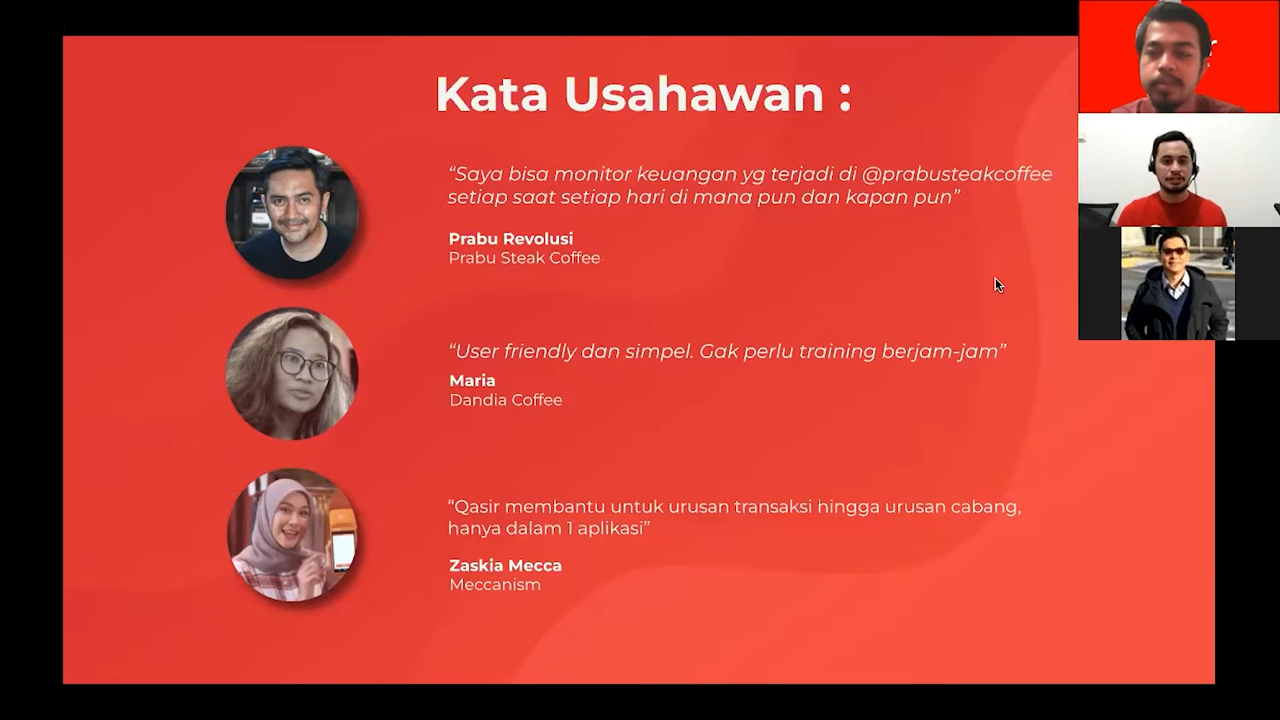 Kata Usahawan :
“Saya bisa monitor keuangan yg terjadi di @prabusteakcoffee
setiap saat setiap hari di mana pun dan kapan pun”
Prabu Revolusi
Prabu Steak Coffee
“User friendly dan simpel. Gak perlu training berjam-jam”
Maria
Dandia Coffee
“Qasir membantu untuk urusan transaksi hingga urusan cabang,
hanya dalam 1 aplikasi”
Zaskia Mecca
Meccanism